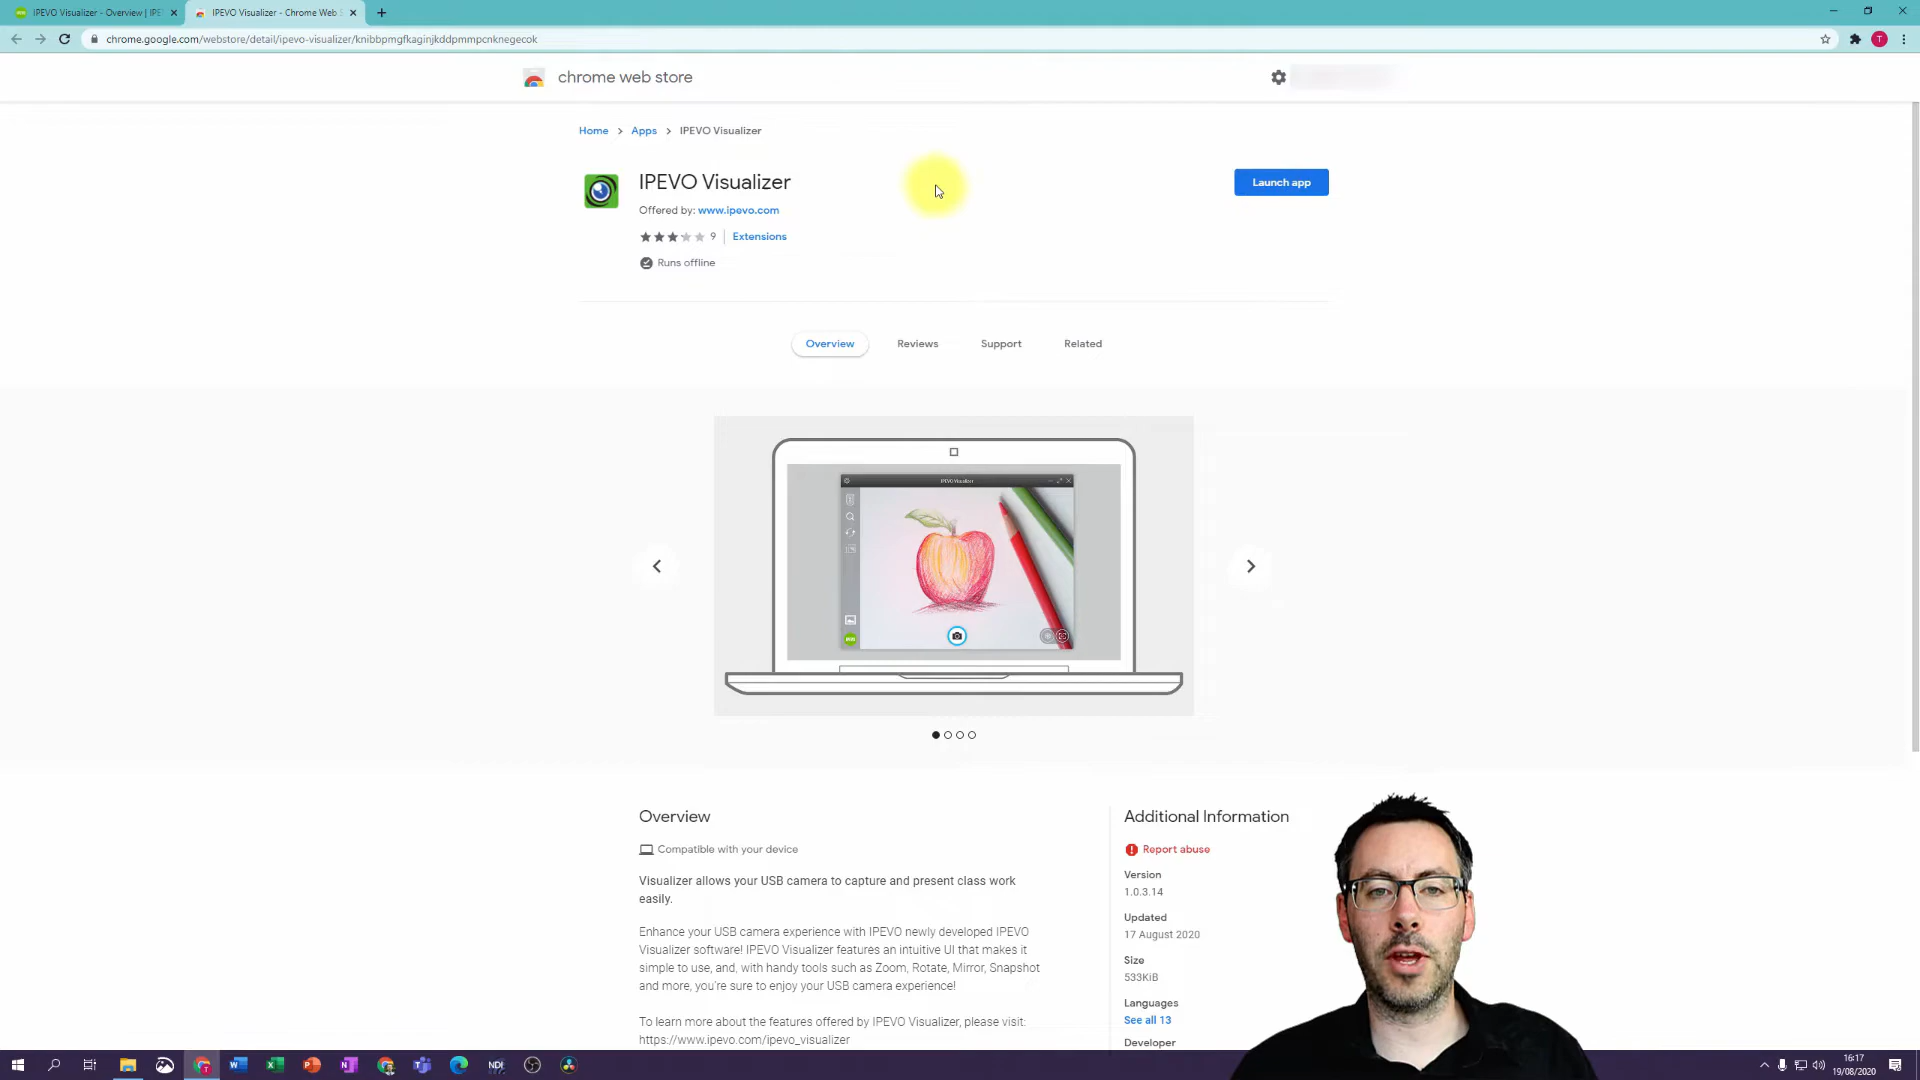 IPEVO Visualizer - Overview | IPE
IPEVO Visualizer - Chrome Web S
chrome.google.com/webstore/detail/ipevo-visualizer/knibbpmgfkaginjkddpmmpcnknegecok
T
chrome web store
Home > Apps > IPEVO Visualizer
IPEVO Visualizer
Launch app
Offered by: www.ipevo.com
9 | Extensions
Runs offline
Overview Reviews Support Related
IPEVO Visualizer
Overview
Compatible with your device
Visualizer allows your USB camera to capture and present class work
easily.
Enhance your USB camera experience with IPEVO newly developed IPEVO
Visualizer software! IPEVO Visualizer features an intuitive UI that makes it
simple to use, and, with handy tools such as Zoom, Rotate, Mirror, Snapshot
and more, you're sure to enjoy your USB camera experience!
To learn more about the features offered by IPEVO Visualizer, please visit:
https://www.ipevo.com/ipevo_visualizer
Additional Information
Report abuse
Version
1.0.3.14
Updated
17 August 2020
Size
533KiB
Languages
See all 13
Developer
NDI
16:17
19/08/2020